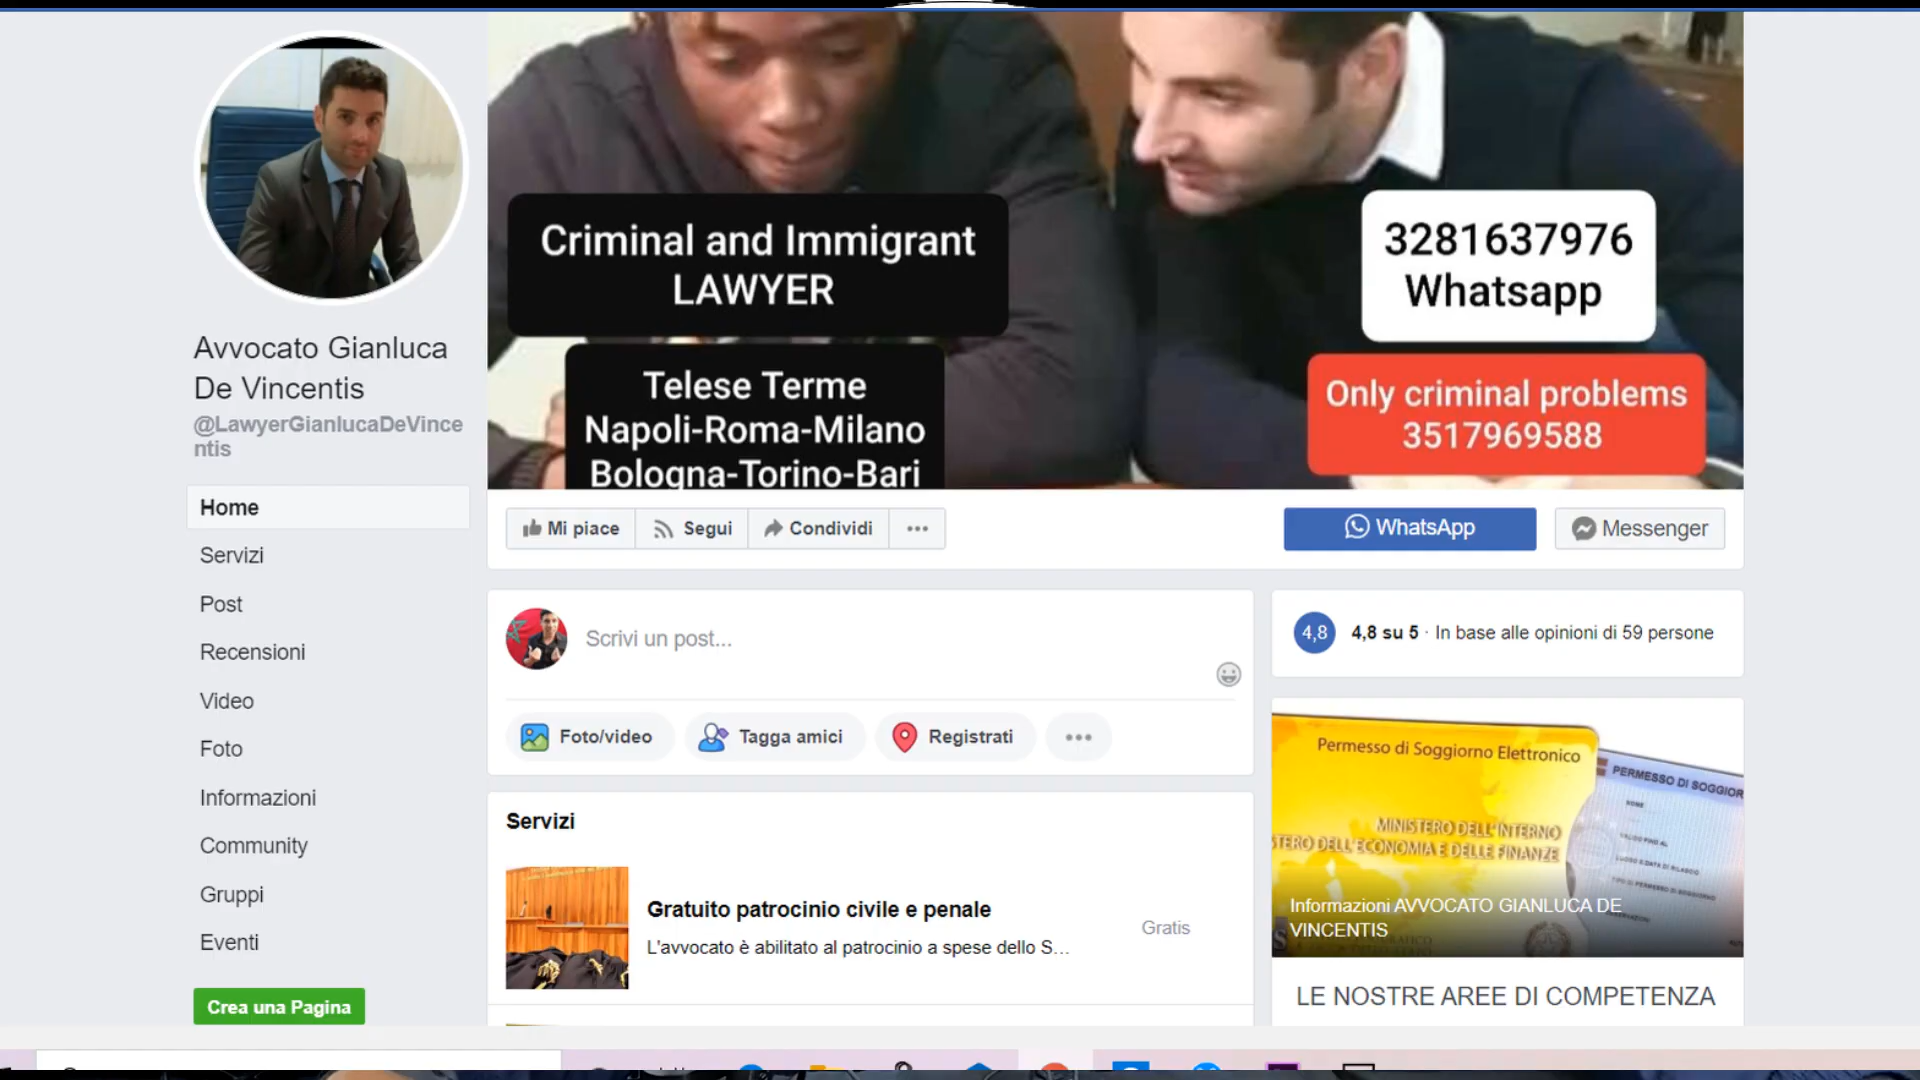 Criminal and Immigrant
LAWYER
Telese Terme
Napoli-Roma-Milano
Bologna-Torino-Bari
3281637976
Whatsapp
Only criminal problems
3517969588
Avvocato Gianluca
De Vincentis
@LawyerGianlucaDeVince
ntis
Home
Servizi
Post
Recensioni
Video
Foto
Informazioni
Community
Gruppi
Eventi
Crea una Pagina
Mi piace
Segui
Condividi
WhatsApp
Messenger
Scrivi un post...
Foto/video
Tagga amici
Registrati
Servizi
Gratuito patrocinio civile e penale
L'avvocato è abilitato al patrocinio a spese dello S...
Gratis
4,8
4,8 su 5 · In base alle opinioni di 59 persone
Permesso di Soggiorno Elettronico
MINISTERO DELL'INTERNO
STERO DELL'ECONOMIA E DELLE FINANZE
PERMESSO DI SOGGIOR
NOME
Informazioni AVVOCATO GIANLUCA DE
VINCENTIS
LE NOSTRE AREE DI COMPETENZA